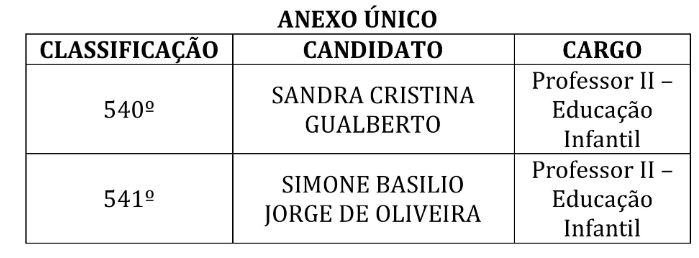 ANEXO ÚNICO
CLASSIFICAÇÃO CANDIDATO CARGO
540º SANDRA CRISTINA GUALBERTO Professor II – Educação Infantil
541º SIMONE BASILIO JORGE DE OLIVEIRA Professor II – Educação Infantil